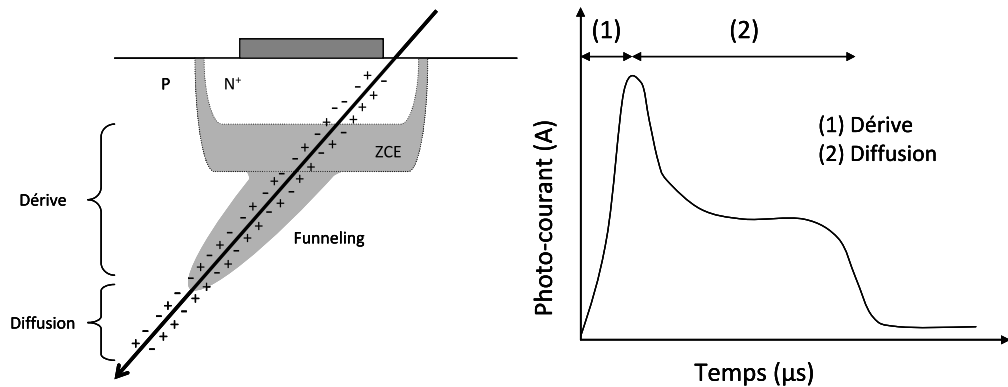 P
N⁺
ZCE
Dérive
Funneling
Diffusion
(1)
(2)
(1) Dérive
(2) Diffusion
Photo-courant (A)
Temps (μs)